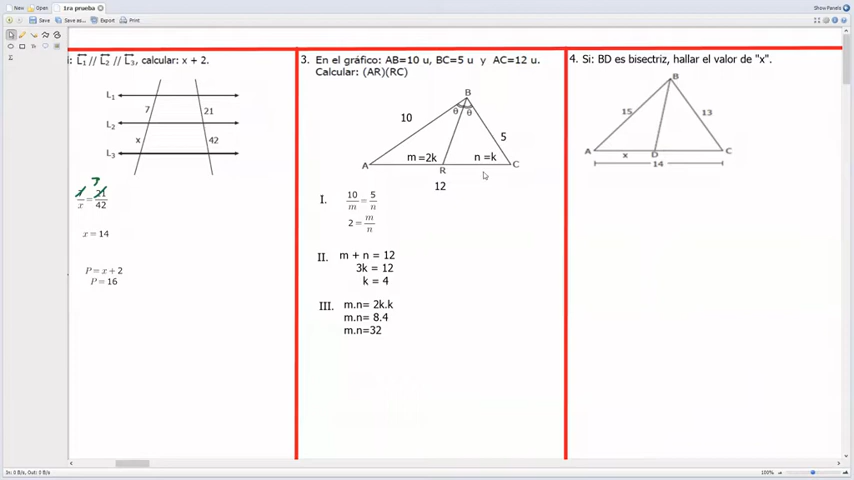 New
Open
Show Panels
1ra prueba
Save
Save as...
Export
Print
L₁ // L₂ // L₃, calcular: x + 2.
L₁
7
21
L₂
x
42
L₃
7
7/x = 21/42
x = 14
P = x + 2
P = 16
3. En el gráfico: AB=10 u, BC=5 u y AC=12 u.
Calcular: (AR)(RC)
B
θ θ
10
5
m =2k
n =k
A
R
C
12
I. 10/m = 5/n
2 = m/n
II. m + n = 12
3k = 12
k = 4
III. m.n= 2k.k
m.n= 8.4
m.n=32
4. Si: BD es bisectriz, hallar el valor de "x".
B
15
13
A
x
D
C
14
100%